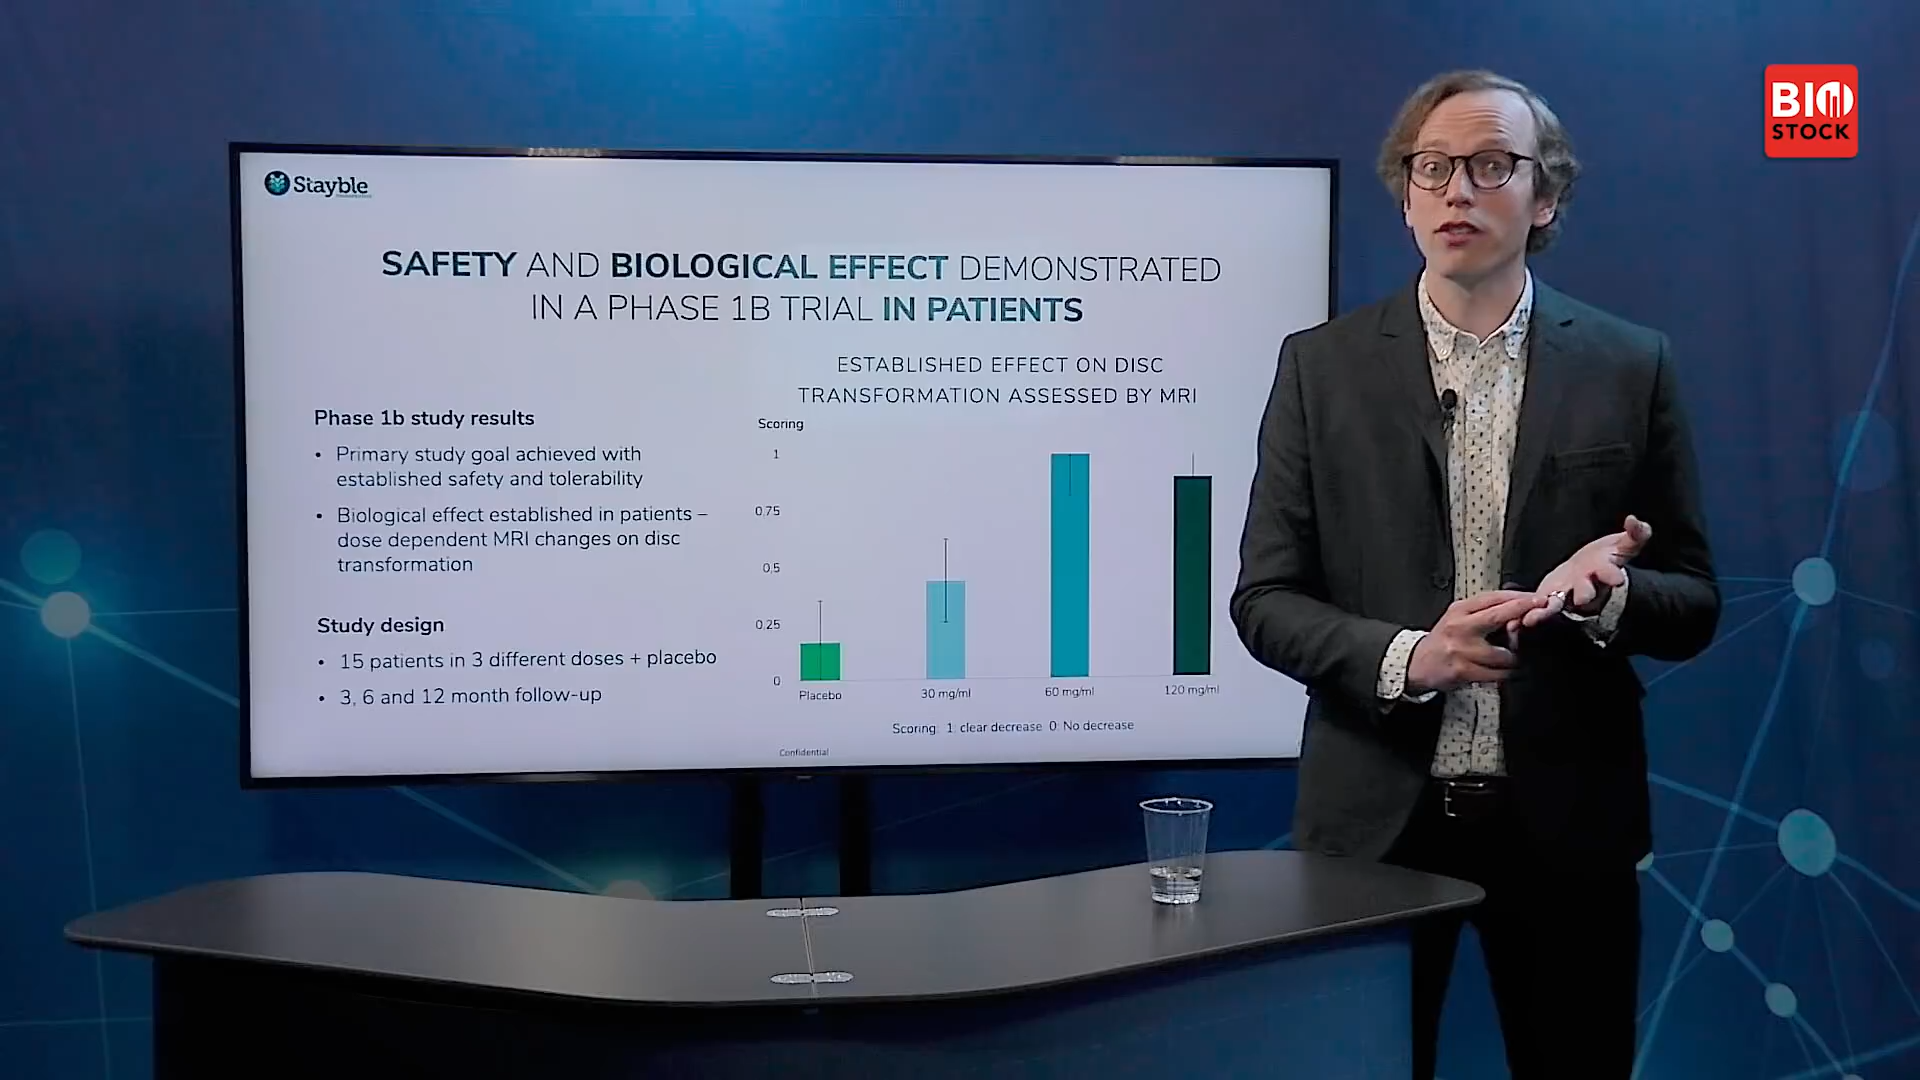 BIO
STOCK
Stayble
SAFETY AND BIOLOGICAL EFFECT DEMONSTRATED
IN A PHASE 1B TRIAL IN PATIENTS
Phase 1b study results
• Primary study goal achieved with
established safety and tolerability
• Biological effect established in patients –
dose dependent MRI changes on disc
transformation
Study design
• 15 patients in 3 different doses + placebo
• 3, 6 and 12 month follow-up
ESTABLISHED EFFECT ON DISC
TRANSFORMATION ASSESSED BY MRI
Scoring
1
0,75
0,5
0,25
0
Placebo 30 mg/ml 60 mg/ml 120 mg/ml
Scoring: 1: clear decrease 0: No decrease
Confidential